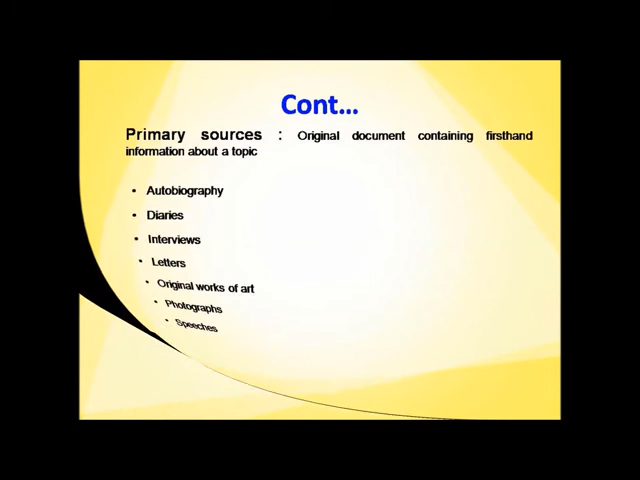 Cont...
Primary sources : Original document containing firsthand
information about a topic
• Autobiography
• Diaries
• Interviews
• Letters
• Original works of art
• Photographs
• Speeches